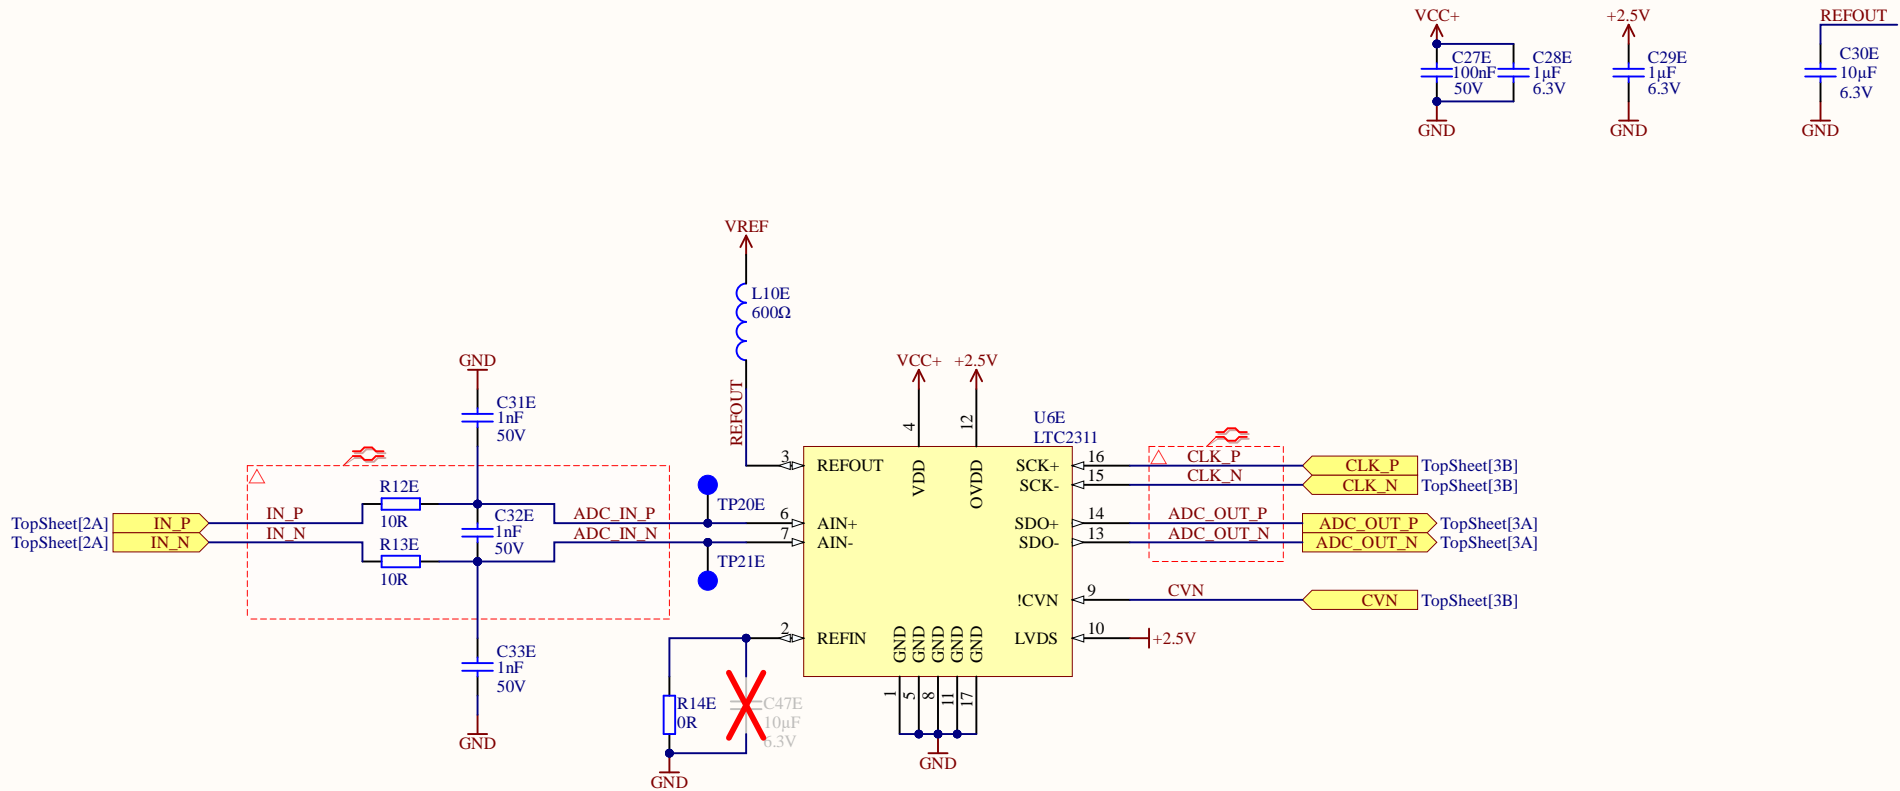 VCC+
+2.5V
REFOUT
C27E
100nF
50V
C28E
1µF
6.3V
C29E
1µF
6.3V
C30E
10µF
6.3V
GND
GND
GND
VREF
L10E
600Ω
REFOUT
GND
C31E
1nF
50V
VCC+
+2.5V
4
12
U6E
LTC2311
3
REFOUT
VDD
OVDD
SCK+
16
CLK_P
CLK_P
TopSheet[3B]
SCK-
15
CLK_N
CLK_N
TopSheet[3B]
R12E
10R
TopSheet[2A]
IN_P
IN_P
C32E
1nF
50V
ADC_IN_P
TP20E
6
AIN+
SDO+
14
ADC_OUT_P
ADC_OUT_P
TopSheet[3A]
TopSheet[2A]
IN_N
IN_N
R13E
10R
ADC_IN_N
TP21E
7
AIN-
SDO-
13
ADC_OUT_N
ADC_OUT_N
TopSheet[3A]
!CVN
9
CVN
CVN
TopSheet[3B]
2
REFIN
GND
GND
GND
GND
GND
LVDS
10
+2.5V
C33E
1nF
50V
GND
R14E
0R
C47E
10µF
6.3V
GND
1
5
8
11
17
GND